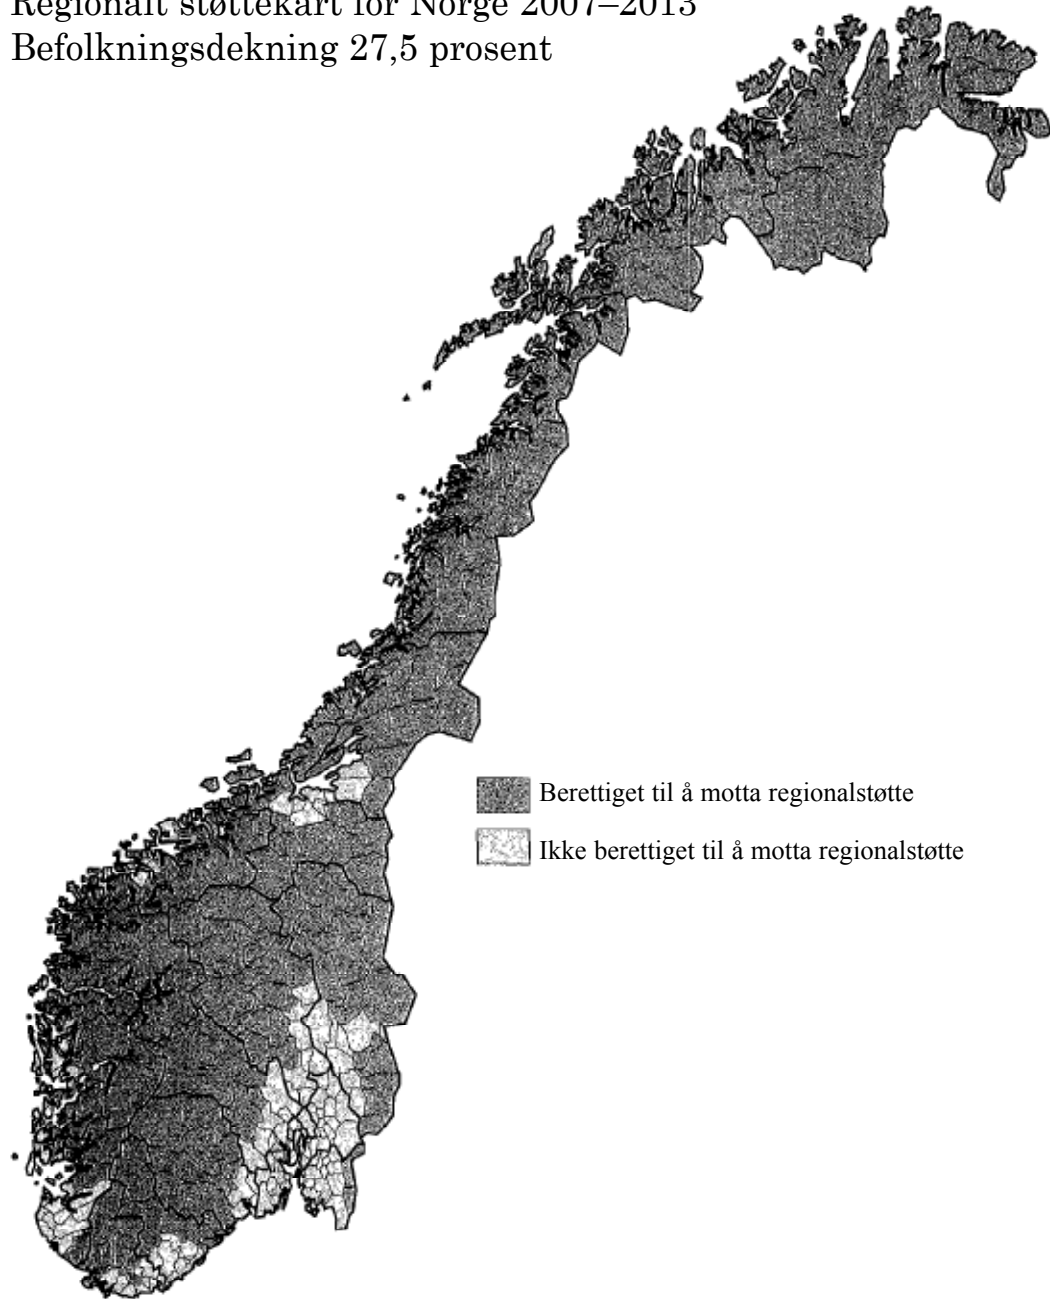 Regionalt støttekart for Norge 2007–2013
Befolkningsdekning 27,5 prosent
Berettiget til å motta regionalstøtte
Ikke berettiget til å motta regionalstøtte